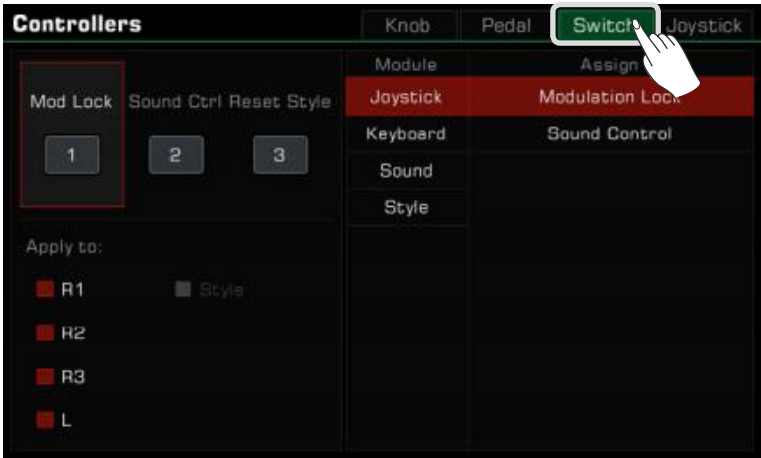 Controllers
Knob Pedal Switch Joystick
Module Assign
Mod Lock Sound Ctrl Reset Style
1 2 3
Joystick Modulation Lock
Keyboard Sound Control
Sound
Style
Apply to:
R1 Style
R2
R3
L